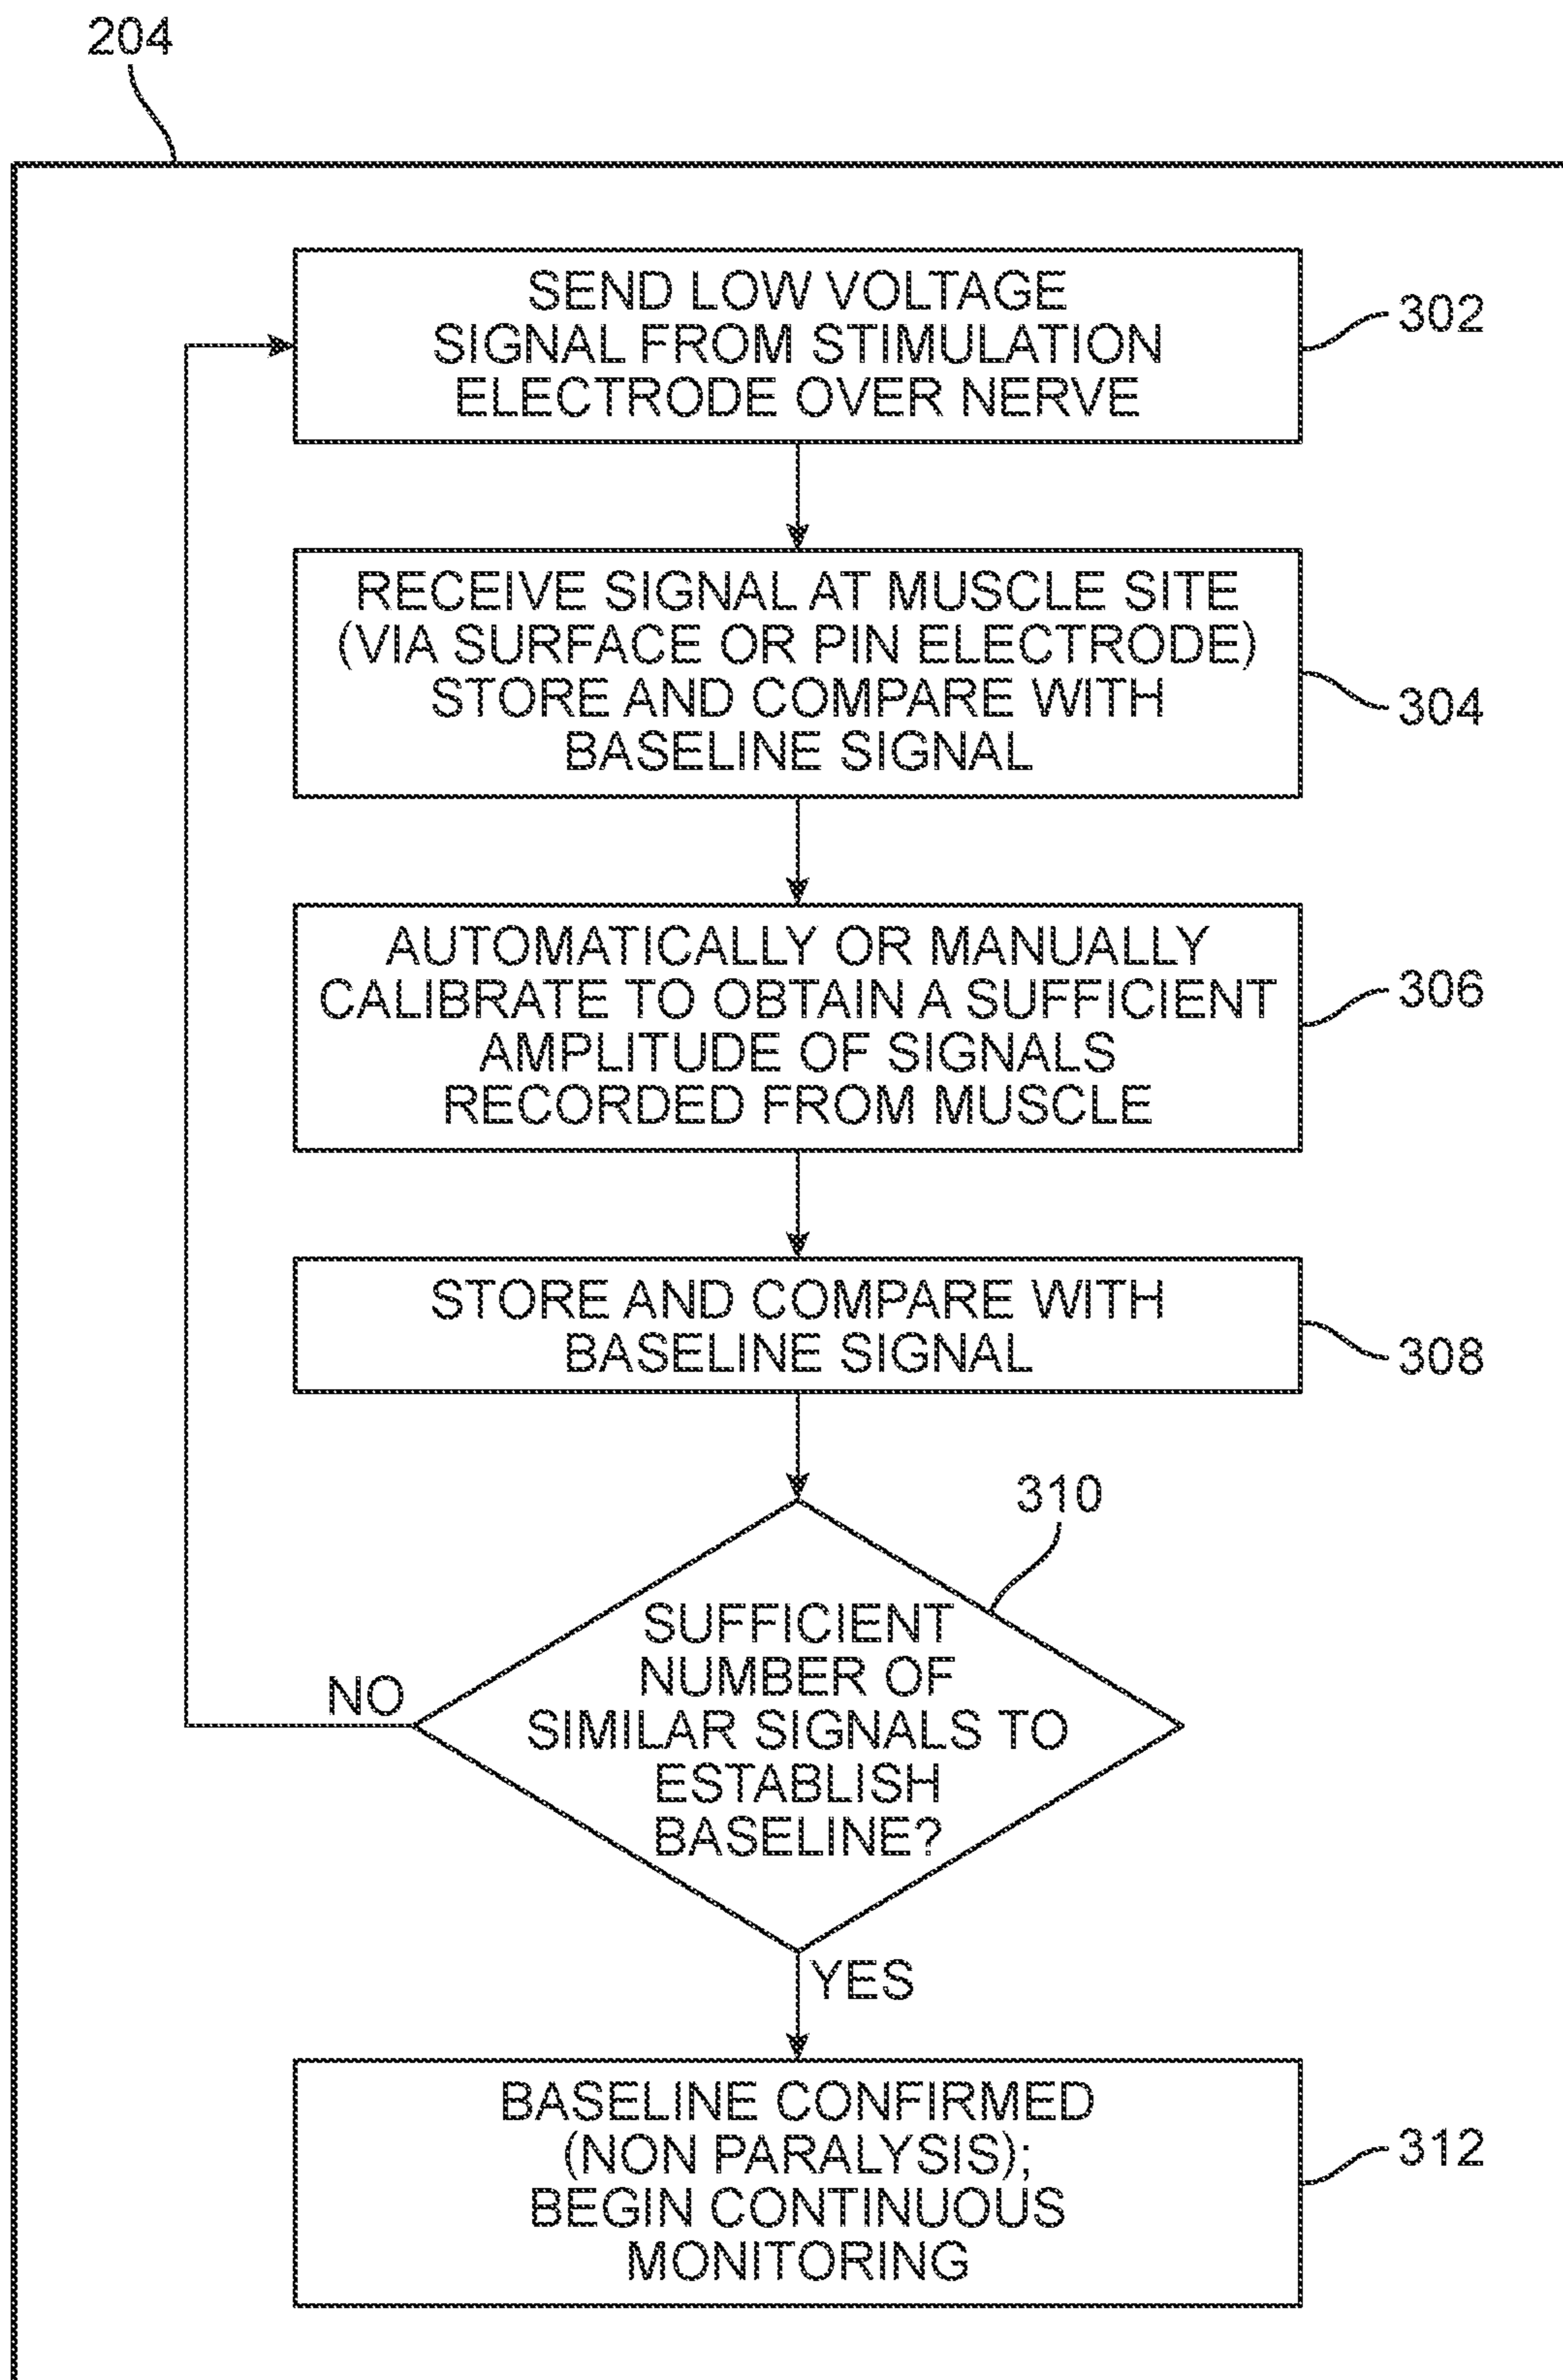 204
SEND LOW VOLTAGE
SIGNAL FROM STIMULATION
ELECTRODE OVER NERVE
302
RECEIVE SIGNAL AT MUSCLE SITE
(VIA SURFACE OR PIN ELECTRODE)
STORE AND COMPARE WITH
BASELINE SIGNAL
304
AUTOMATICALLY OR MANUALLY
CALIBRATE TO OBTAIN A SUFFICIENT
AMPLITUDE OF SIGNALS
RECORDED FROM MUSCLE
306
STORE AND COMPARE WITH
BASELINE SIGNAL
308
310
SUFFICIENT
NUMBER OF
SIMILAR SIGNALS TO
ESTABLISH
BASELINE?
NO
YES
BASELINE CONFIRMED
(NON PARALYSIS);
BEGIN CONTINUOUS
MONITORING
312